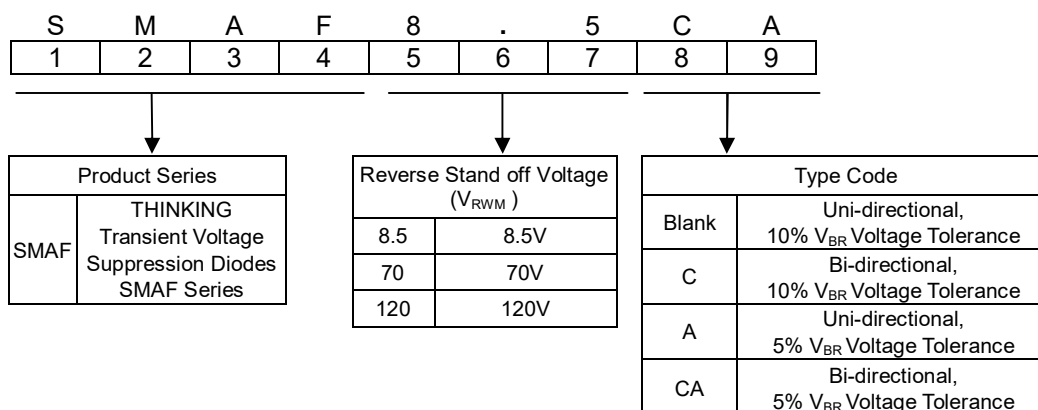 S M A F 8 . 5 C A
1 2 3 4 5 6 7 8 9
Product Series
SMAF
THINKING
Transient Voltage
Suppression Diodes
SMAF Series
Reverse Stand off Voltage
(VRWM )
8.5 8.5V
70 70V
120 120V
Type Code
Blank
Uni-directional,
10% VBR Voltage Tolerance
C
Bi-directional,
10% VBR Voltage Tolerance
A
Uni-directional,
5% VBR Voltage Tolerance
CA
Bi-directional,
5% VBR Voltage Tolerance